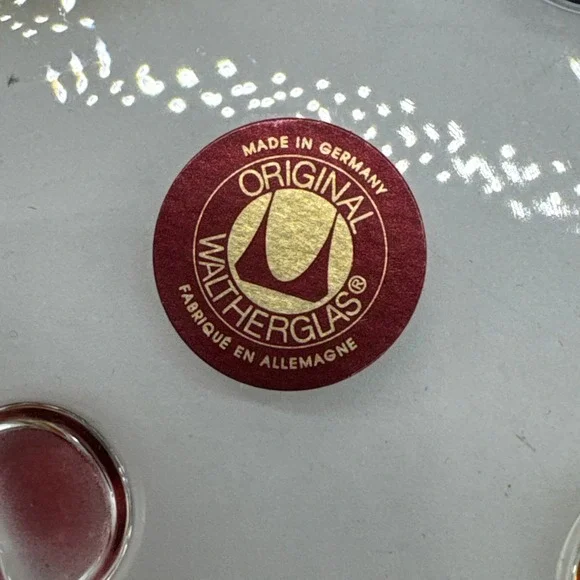 MADE IN GERMANY
ORIGINAL
WALTHERGLAS®
FABRIQUÉ EN ALLEMAGNE